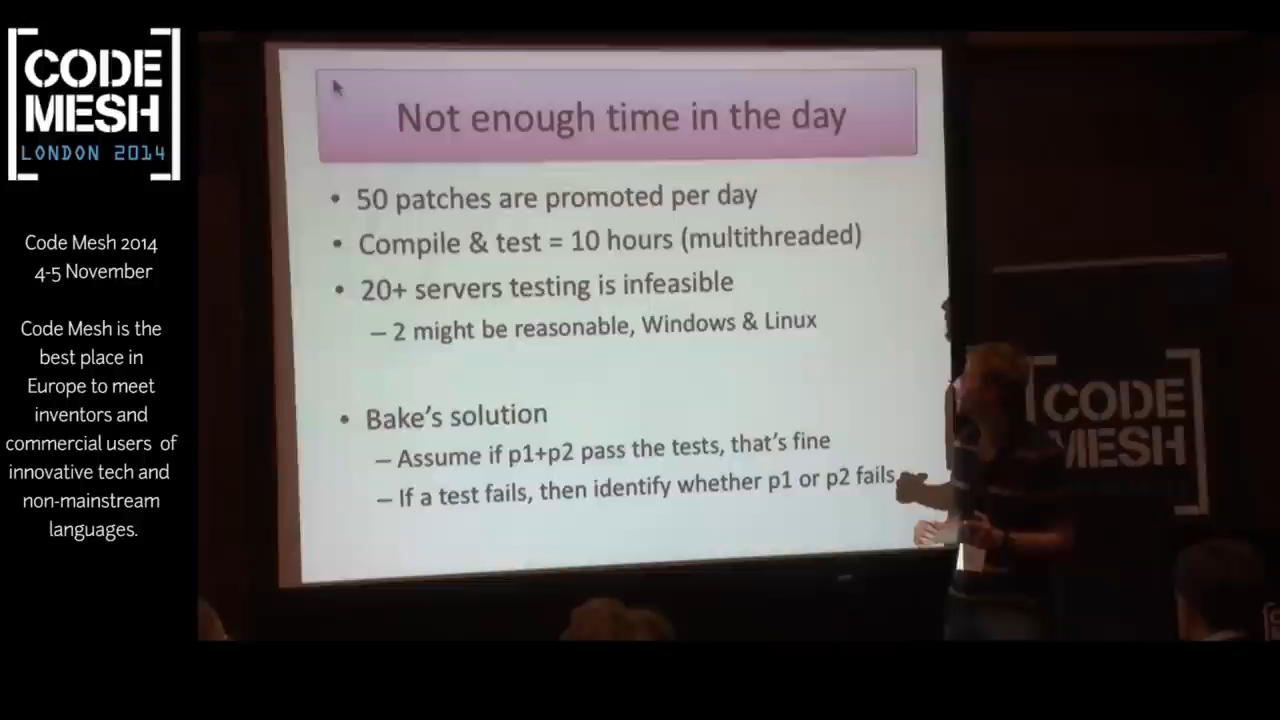 [CODE
MESH]
LONDON 2014
Code Mesh 2014
4-5 November
Code Mesh is the
best place in
Europe to meet
inventors and
commercial users of
innovative tech and
non-mainstream
languages.
Not enough time in the day
• 50 patches are promoted per day
• Compile & test = 10 hours (multithreaded)
• 20+ servers testing is infeasible
– 2 might be reasonable, Windows & Linux
• Bake's solution
– Assume if p1+p2 pass the tests, that's fine
– If a test fails, then identify whether p1 or p2 fails
[CODE
MESH]